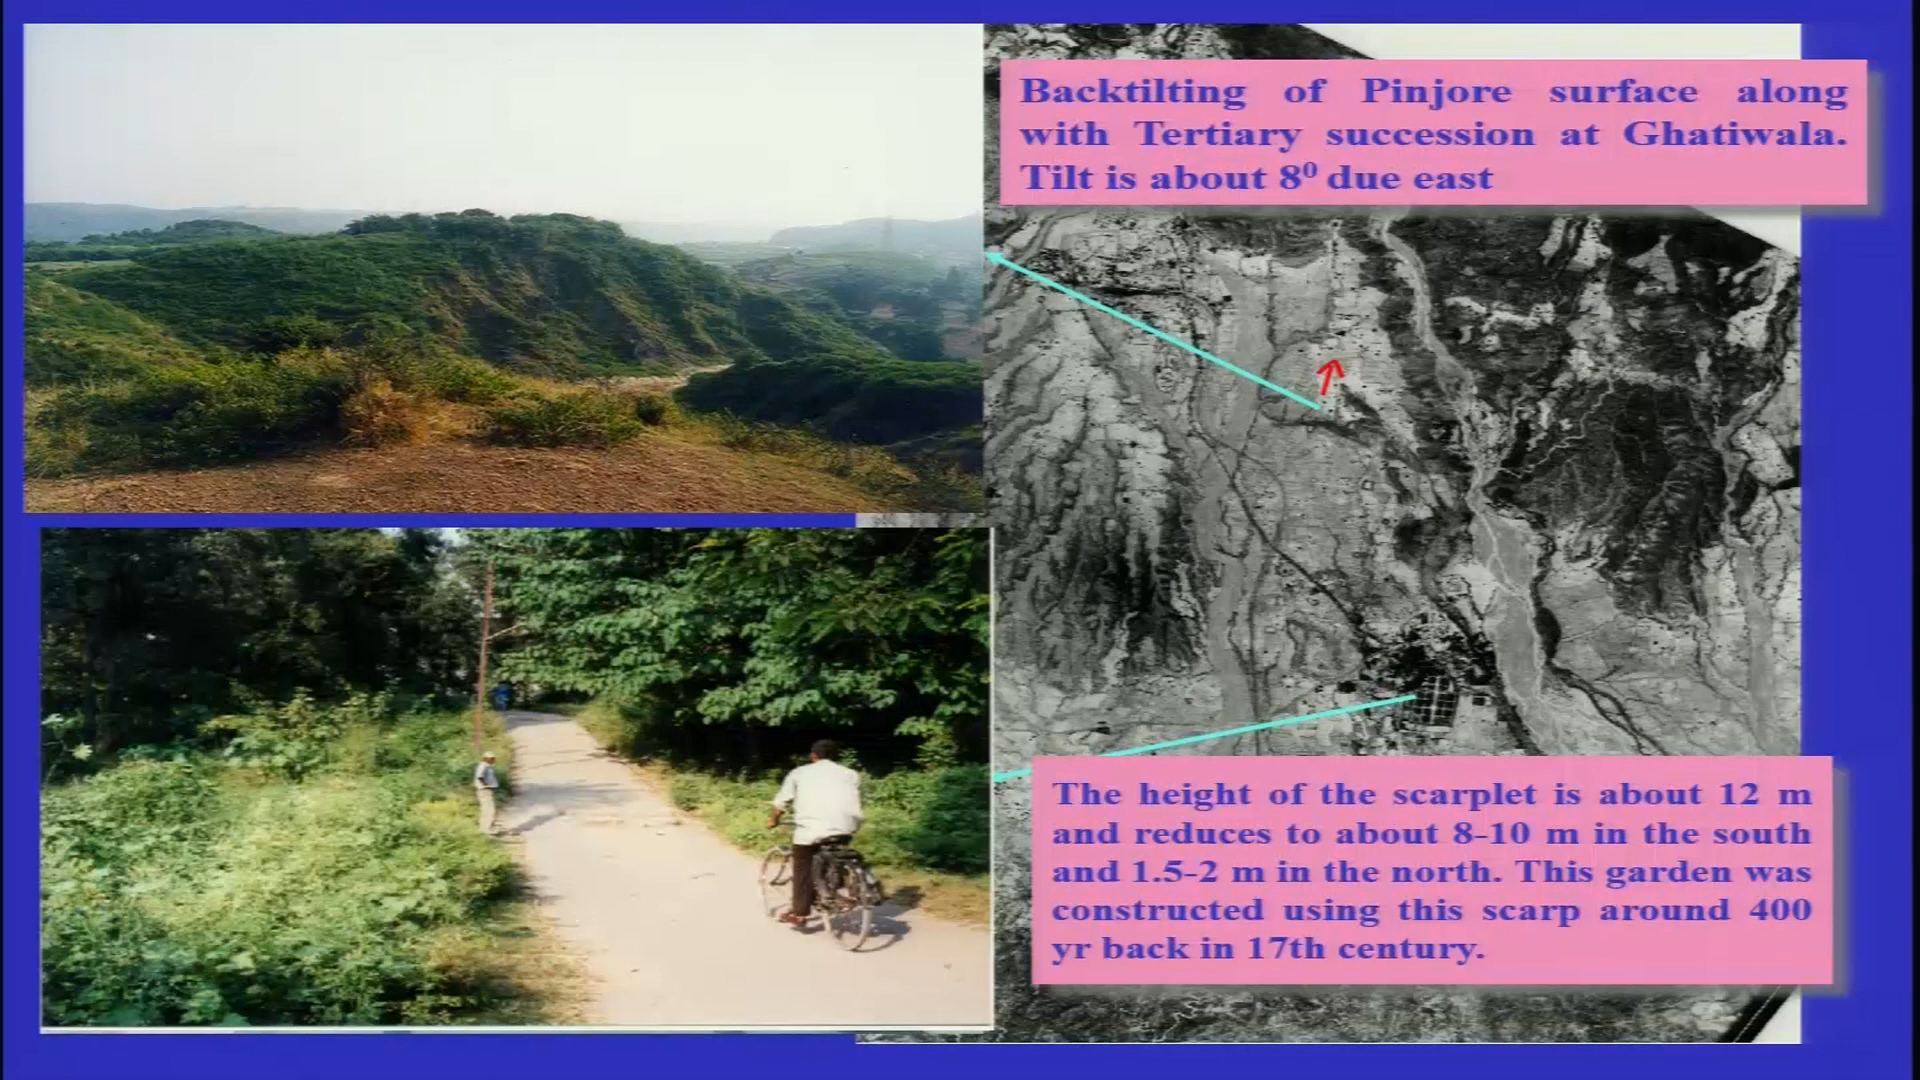 Backtilting of Pinjore surface along
with Tertiary succession at Ghatiwala.
Tilt is about 8⁰ due east
The height of the scarplet is about 12 m
and reduces to about 8-10 m in the south
and 1.5-2 m in the north. This garden was
constructed using this scarp around 400
yr back in 17th century.